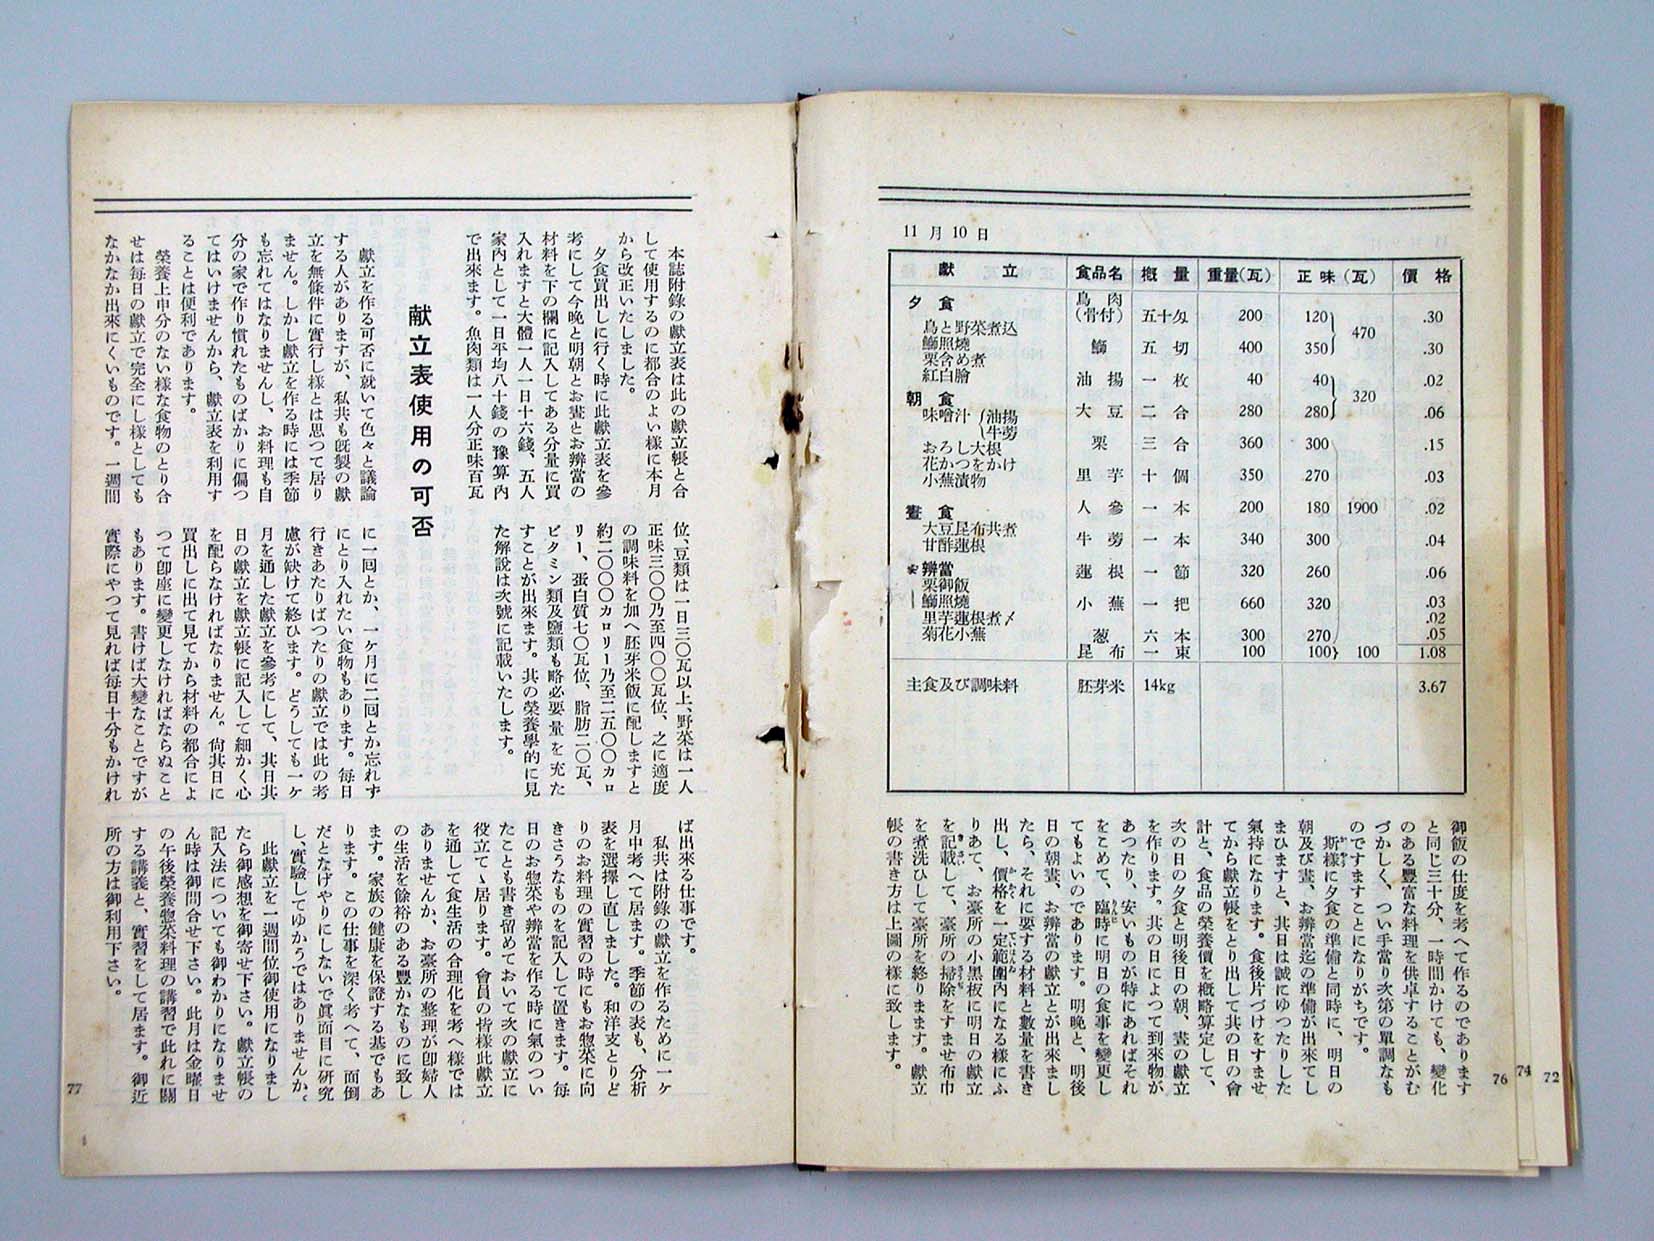 11月10日
獻立 食品名 概量 重量(瓦) 正味(瓦) 價格
夕食 鳥肉(骨付) 五十匁 200 120 470 .30
鳥と野菜煮込
鰤照燒 鰤 五切 400 350 .30
栗含め煮
紅白膾 油揚 一枚 40 40 320 .02
朝食
味噌汁 油揚 牛蒡 大豆 二合 280 280 .06
おろし大根 栗 三合 360 300 .15
花かつをかけ
小蕪漬物 里芋 十個 350 270 .03
晝食 人參 一本 200 180 1900 .02
大豆昆布共煮
甘酢蓮根 牛蒡 一本 340 300 .04
辨當 蓮根 一節 320 260 .06
栗御飯
鰤照燒 小蕪 一把 660 320 .03
里芋蓮根煮〆 .02
菊花小蕪 葱 六本 300 270 .05
昆布 一束 100 100 100 1.08
主食及び調味料 胚芽米 14kg 3.67
御飯の仕度を考へて作るのであります
と同じ三十分、一時間かけても、變化
のある豐富な料理を供卓することがむ
づかしく、つい手當り次第の單調なも
のですますことになりがちです。
斯樣に夕食の準備と同時に、明日の
朝及び晝、お辨當迄の準備が出來てし
まひますと、其日は誠にゆつたりした
氣持になります。食後片づけをすませ
てから獻立帳をとり出して其の日の會
計と、食品の榮養價を概略算定して、
次の日の夕食と明後日の朝、晝の獻立
を作ります。其の日によつて到來物が
あつたり、安いものが特にあればそれ
をこめて、臨時に明日の食事を變更し
てもよいのであります。明晩と、明後
日の朝晝、お辨當の獻立とが出來まし
たら、それに要する材料と數量を書き
出し、價格を一定範圍內になる樣にふ
りあて、お臺所の小黑板に明日の獻立
を記載して、臺所の掃除をすませ布巾
を煮洗ひして臺所を終ります。獻立
帳の書き方は上圖の樣に致します。
76
74
72
本誌附錄の獻立表は此の獻立帳と合
して使用するのに都合のよい樣に本月
から改正いたしました。
夕食買出しに行く時に此獻立表を參
考にして今晩と明朝とお晝とお辨當の
材料を下の欄に記入してある分量に買
入れますと大體一人一日十六錢、五人
家內として一日平均八十錢の豫算內
で出來ます。魚肉類は一人分正味百瓦
位、豆類は一日三〇瓦以上、野菜は一人
正味三〇〇乃至四〇〇瓦位、之に適度
の調味料を加へ胚芽米飯に配しますと
約二〇〇〇カロリー乃至二五〇〇カロ
リー、蛋白質七〇瓦位、脂肪二〇瓦、
ビタミン類及鹽類も略必要量を充た
すことが出來ます。其の榮養學的に見
た解說は次號に記載いたします。
獻立表使用の可否
獻立を作る可否に就いて色々と議論
する人がありますが、私共も旣製の獻
立を無條件に實行し樣とは思つて居り
ません。しかし獻立を作る時には季節
も忘れてはなりませんし、お料理も自
分の家で作り慣れたものばかりに偏つ
てはいけませんから、獻立表を利用す
ることは便利であります。
榮養上申分のない樣な食物のとり合
せは每日の獻立で完全にし樣としても
なかなか出來にくいものです。一週間
に一回とか、一ヶ月に二回とか忘れず
にとり入れたい食物もあります。每日
行きあたりばつたりの獻立では此の考
慮が缺けて終ひます。どうしても一ヶ
月を通した獻立を參考にして、其日其
日の獻立を獻立帳に記入して細かく心
を配らなければなりません。尙其日に
買出しに出て見てから材料の都合によ
つて卽座に變更しなければならぬこと
もあります。書けば大變なことですが
實際にやつて見れば每日十分もかけれ
ば出來る仕事です。
私共は附錄の獻立を作るために一ヶ
月中考へて居ます。季節の表も、分析
表を選擇し直しました。和洋支とりど
りのお料理の實習の時にもお惣菜に向
きさうなものを記入して置きます。每
日のお惣菜や辨當を作る時に氣のつい
たことも書き留めておいて次の獻立に
役立てゝ居ります。會員の皆樣此獻立
を通して食生活の合理化を考へ樣では
ありませんか、お臺所の整理が卽婦人
の生活を餘裕のある豐かなものに致し
ます。家族の健康を保證する基でもあ
ります。この仕事を深く考へて、面倒
だとなげやりにしないで眞面目に硏究
し、實驗してゆかうではありませんか。
此獻立を一週間位御使用になりまし
たら御感想を御寄せ下さい。獻立帳の
記入法についても御わかりになりませ
ん時は御問合せ下さい。此月は金曜日
の午後榮養惣菜料理の講習で此れに關
する講義と、實習をして居ます。御近
所の方は御利用下さい。
77